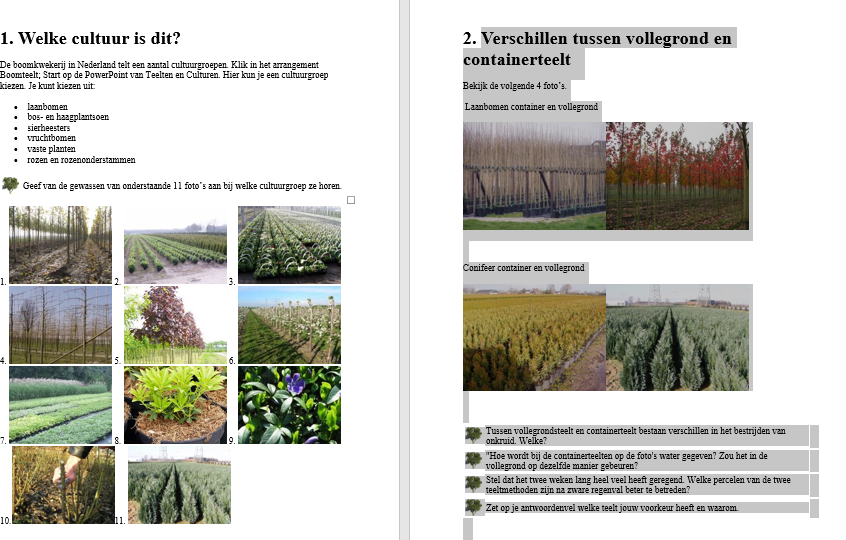 1. Welke cultuur is dit?
De boomkwekerij in Nederland telt een aantal cultuurgroepen. Klik in het arrangement
Boomteelt; Start op de PowerPoint van Teelten en Culturen. Hier kun je een cultuurgroep
kiezen. Je kunt kiezen uit:
• laanbomen
• bos- en haagplantsoen
• sierheesters
• vruchtbomen
• vaste planten
• rozen en rozenonderstammen
Geef van de gewassen van onderstaande 11 foto's aan bij welke cultuurgroep ze horen.
1. 2. 3.
4. 5. 6.
7. 8. 9.
10. 11.
2. Verschillen tussen vollegrond en
containerteelt
Bekijk de volgende 4 foto's.
Laanbomen container en vollegrond
Conifeer container en vollegrond
Tussen vollegrondsteelt en containerteelt bestaan verschillen in het bestrijden van
onkruid. Welke?
"Hoe wordt bij de containerteelten op de foto's water gegeven? Zou het in de
vollegrond op dezelfde manier gebeuren?
Stel dat het twee weken lang heel veel heeft geregend. Welke percelen van de twee
teeltmethoden zijn na zware regenval beter te betreden?
Zet op je antwoordenvel welke teelt jouw voorkeur heeft en waarom.